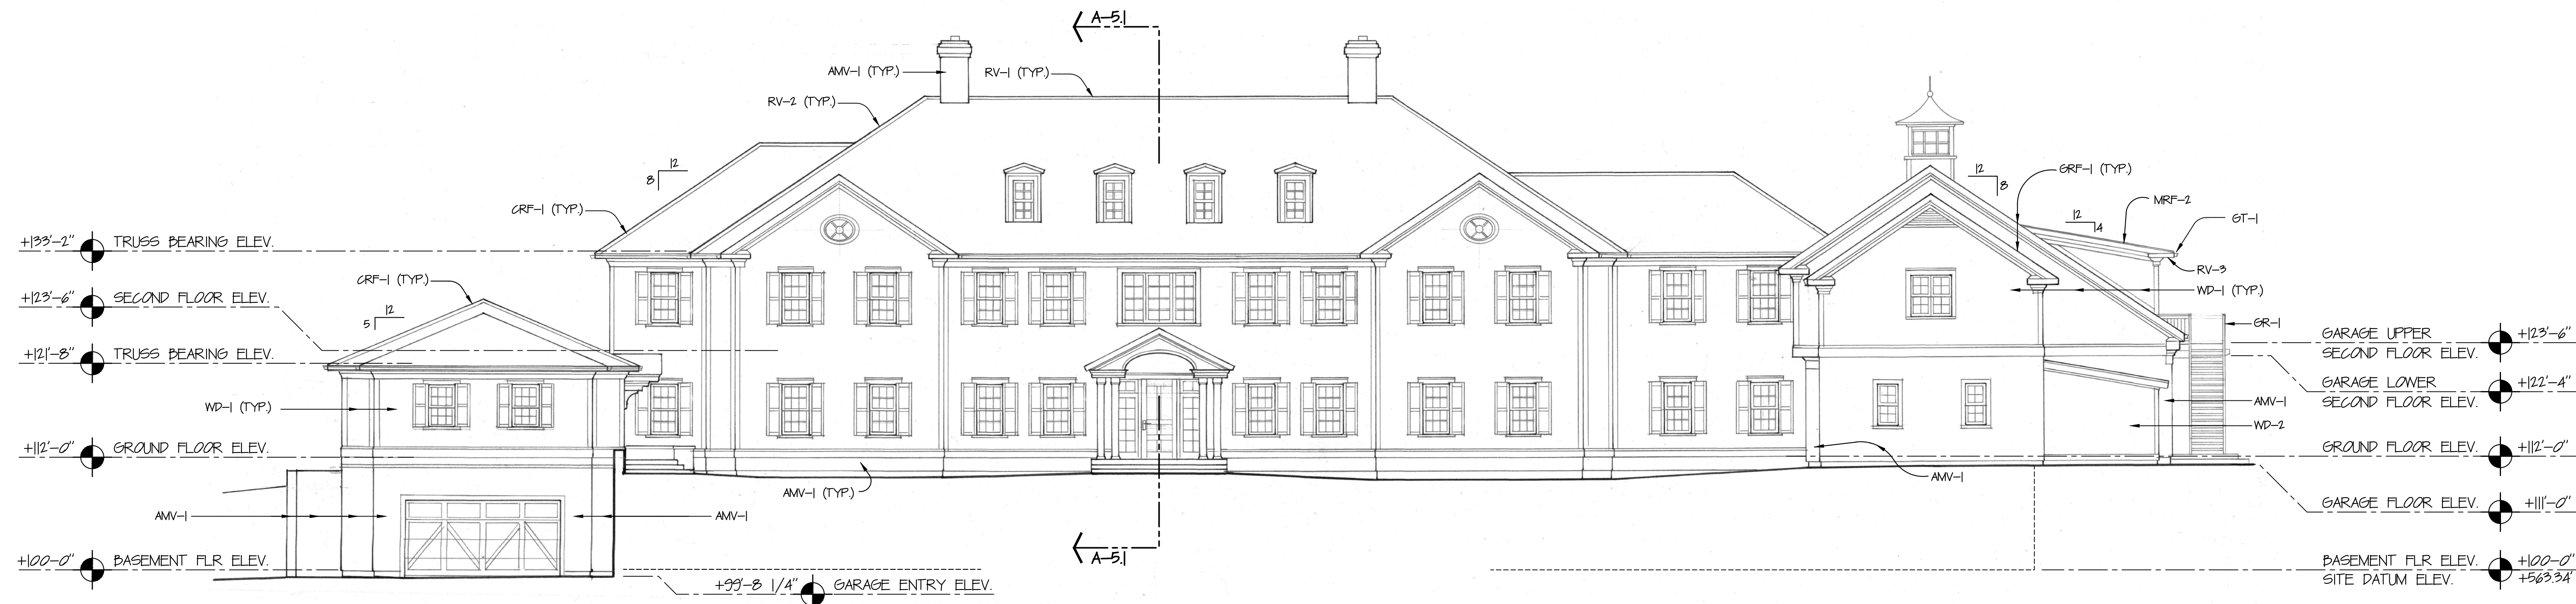 A-5.1
AMV-1 (TYP.)
RV-1 (TYP.)
RV-2 (TYP.)
12
8
CRF-1 (TYP.)
12
8
GRF-1 (TYP.)
MRF-2
12
4
GT-1
RV-3
WD-1 (TYP.)
GR-1
+133'-2" TRUSS BEARING ELEV.
CRF-1 (TYP.)
+123'-6" SECOND FLOOR ELEV.
12
5
+121'-8" TRUSS BEARING ELEV.
WD-1 (TYP.)
+112'-0" GROUND FLOOR ELEV.
AMV-1 (TYP.)
AMV-1
AMV-1
+100'-0" BASEMENT FLR ELEV.
+99'-8 1/4" GARAGE ENTRY ELEV.
A-5.1
GARAGE UPPER +123'-6"
SECOND FLOOR ELEV.
GARAGE LOWER +122'-4"
SECOND FLOOR ELEV.
AMV-1
WD-2
GROUND FLOOR ELEV. +112'-0"
AMV-1
GARAGE FLOOR ELEV. +111'-0"
BASEMENT FLR ELEV. +100'-0"
SITE DATUM ELEV. +563.34'